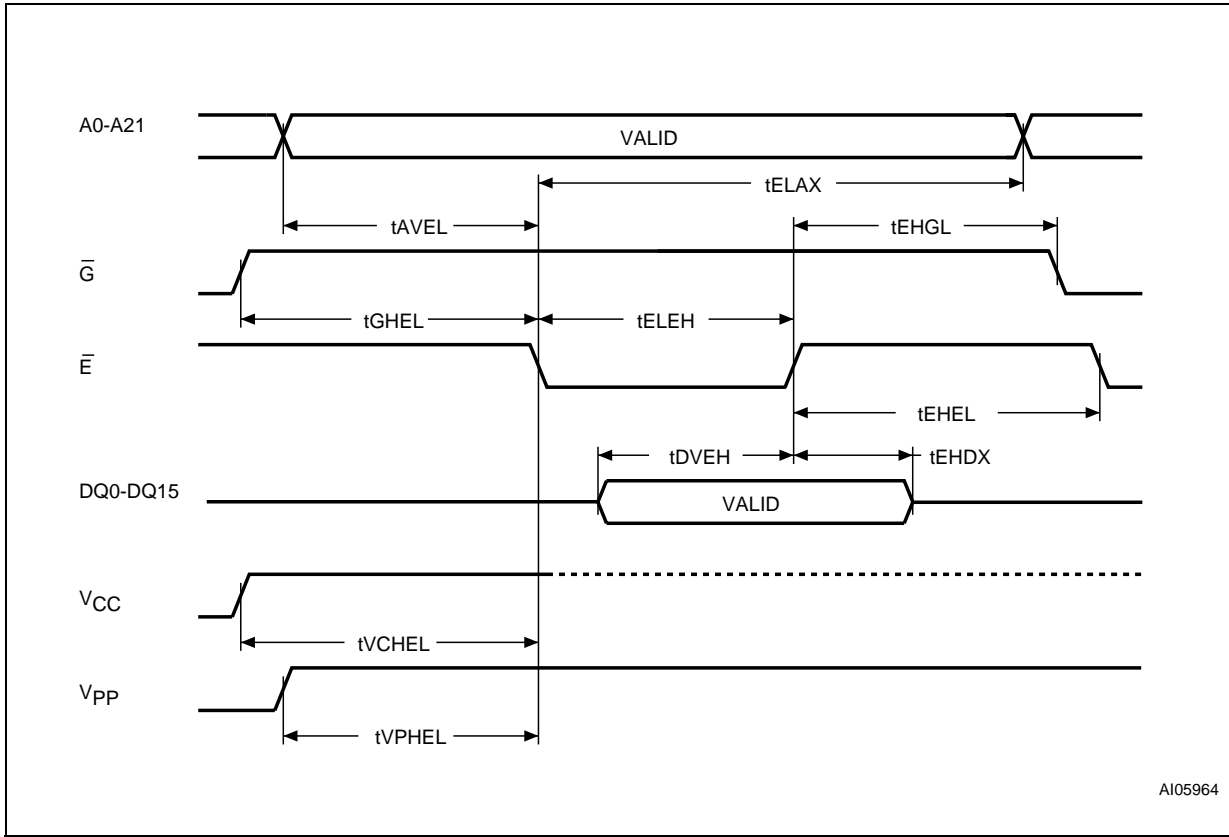 A0-A21
VALID
tELAX
tAVEL
tEHGL
G̅
tGHEL
tELEH
E̅
tEHEL
tDVEH
tEHDX
DQ0-DQ15
VALID
VCC
tVCHEL
VPP
tVPHEL
AI05964